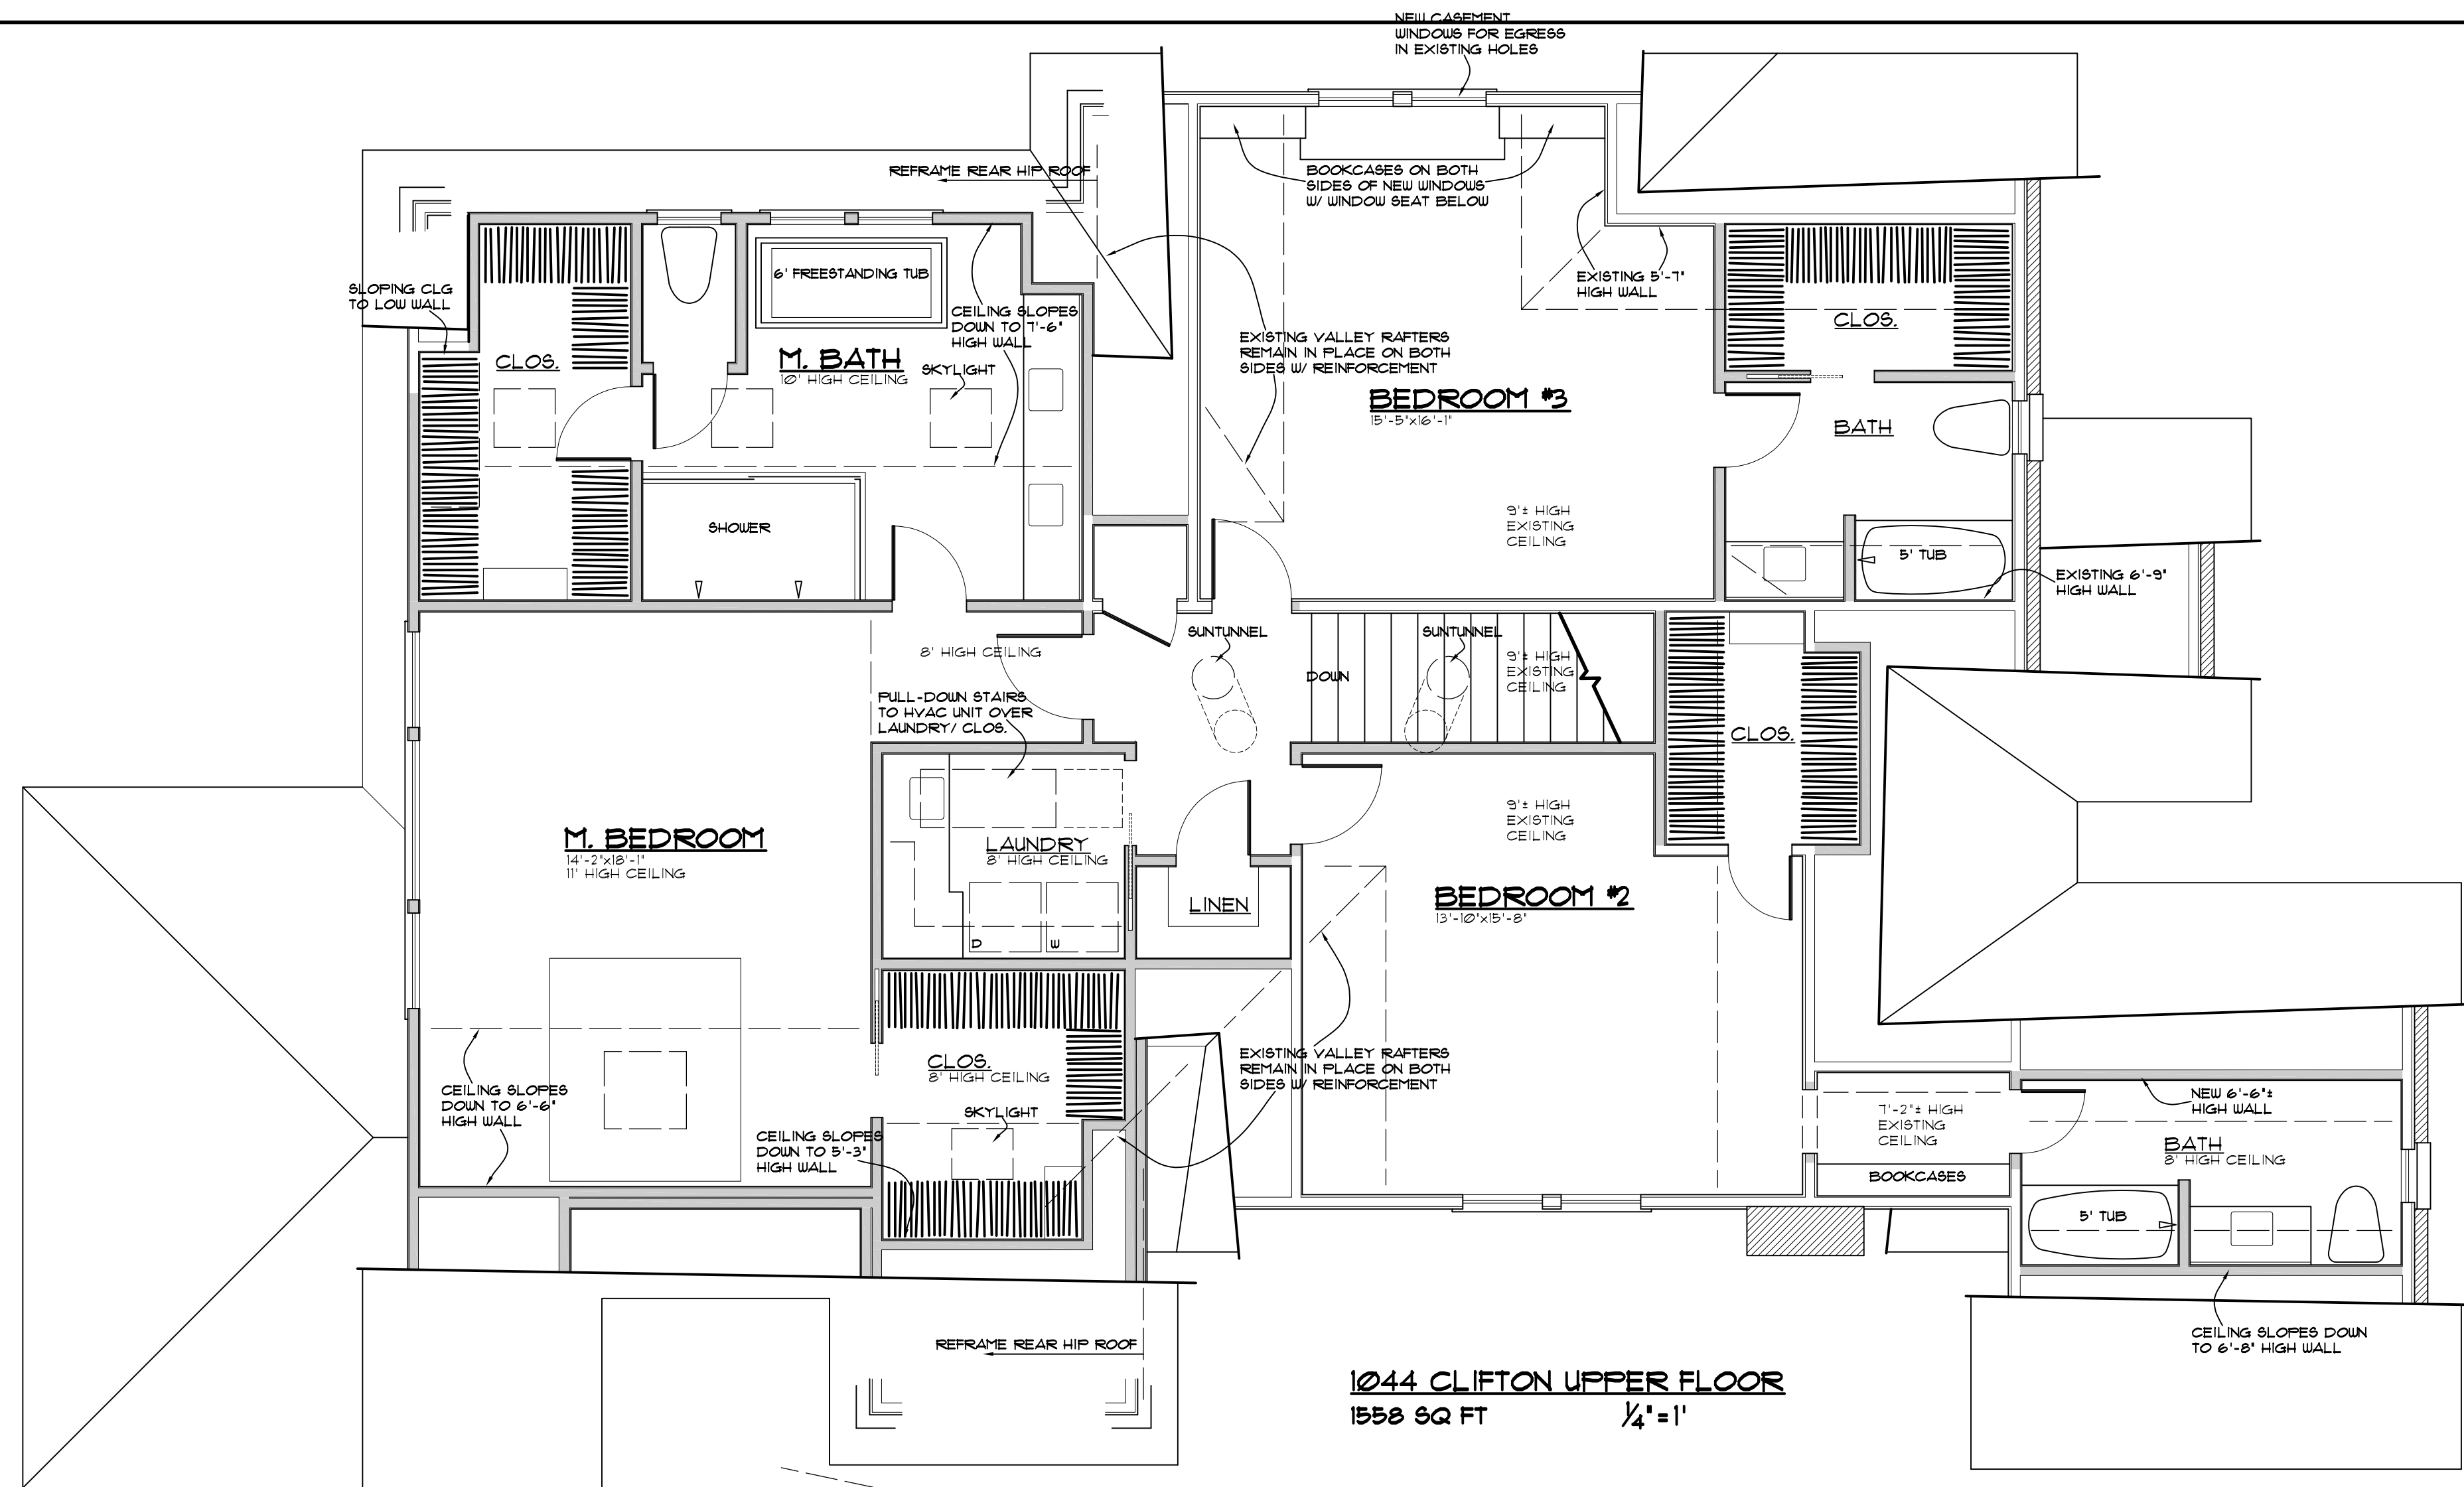 NEW CASEMENT
WINDOWS FOR EGRESS
IN EXISTING HOLES
REFRAME REAR HIP ROOF
BOOKCASES ON BOTH
SIDES OF NEW WINDOWS
W/ WINDOW SEAT BELOW
SLOPING CLG
TO LOW WALL
6' FREESTANDING TUB
EXISTING 5'-7"
HIGH WALL
CEILING SLOPES
DOWN TO 7'-6"
HIGH WALL
CLOS.
EXISTING VALLEY RAFTERS
REMAIN IN PLACE ON BOTH
SIDES W/ REINFORCEMENT
CLOS.
M. BATH
10' HIGH CEILING
SKYLIGHT
BEDROOM #3
15'-5"x16'-1"
BATH
9'± HIGH
EXISTING
CEILING
SHOWER
5' TUB
EXISTING 6'-9"
HIGH WALL
SUNTUNNEL
SUNTUNNEL
8' HIGH CEILING
DOWN
9'± HIGH
EXISTING
CEILING
PULL-DOWN STAIRS
TO HVAC UNIT OVER
LAUNDRY/ CLOS.
CLOS.
M. BEDROOM
14'-2"x18'-1"
11' HIGH CEILING
LAUNDRY
8' HIGH CEILING
9'± HIGH
EXISTING
CEILING
LINEN
BEDROOM #2
13'-10"x15'-8"
D
W
CLOS.
8' HIGH CEILING
EXISTING VALLEY RAFTERS
REMAIN IN PLACE ON BOTH
SIDES W/ REINFORCEMENT
CEILING SLOPES
DOWN TO 6'-6"
HIGH WALL
SKYLIGHT
CEILING SLOPES
DOWN TO 5'-3"
HIGH WALL
7'-2"± HIGH
EXISTING
CEILING
BOOKCASES
NEW 6'-6"±
HIGH WALL
BATH
8' HIGH CEILING
5' TUB
REFRAME REAR HIP ROOF
CEILING SLOPES DOWN
TO 6'-8" HIGH WALL
1044 CLIFTON UPPER FLOOR
1558 SQ FT 1/4"=1'